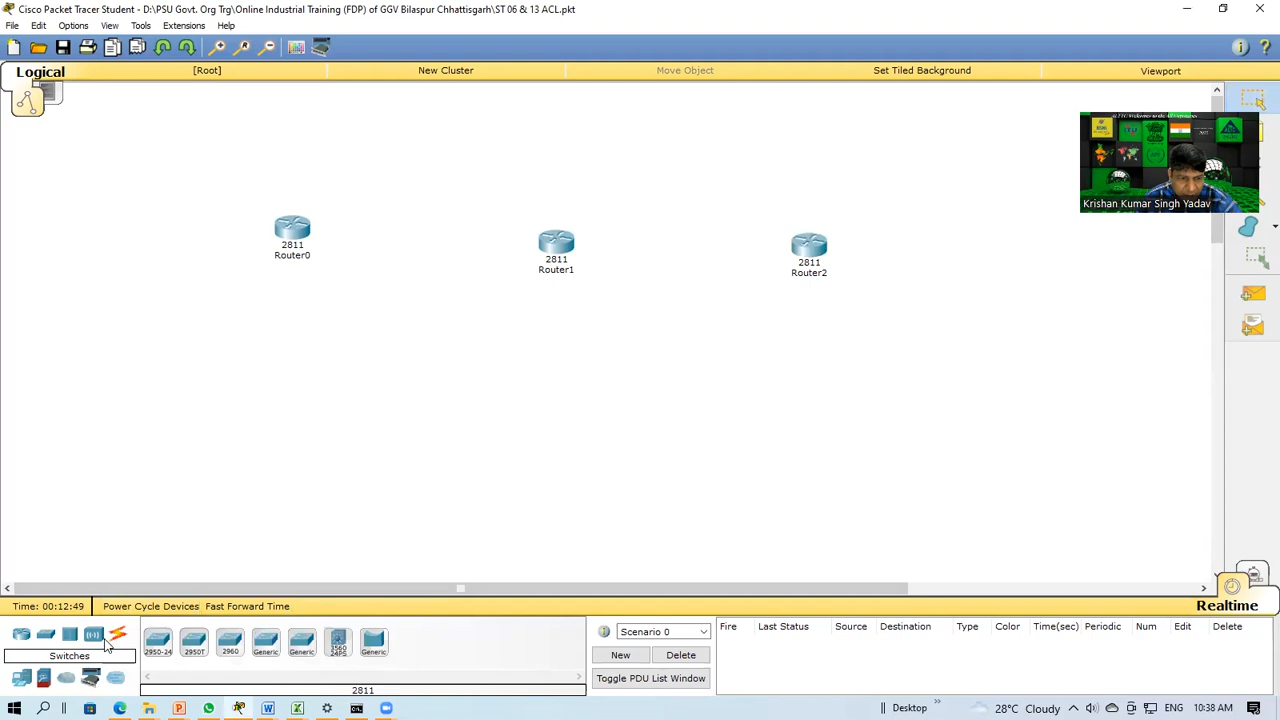 Cisco Packet Tracer Student - D:\PSU Govt. Org Trg\Online Industrial Training (FDP) of GGV Bilaspur Chhattisgarh\ST 06 & 13 ACL.pkt
File Edit Options View Tools Extensions Help
Logical [Root] New Cluster Move Object Set Tiled Background Viewport
Krishan Kumar Singh Yadav
2811
Router0
2811
Router1
2811
Router2
Time: 00:12:49 Power Cycle Devices Fast Forward Time
Realtime
Switches
2950-24 2950T 2960 Generic Generic 3560 24PS Generic
2811
Scenario 0
New Delete
Toggle PDU List Window
Fire Last Status Source Destination Type Color Time(sec) Periodic Num Edit Delete
Desktop 28°C Cloudy ENG 10:38 AM